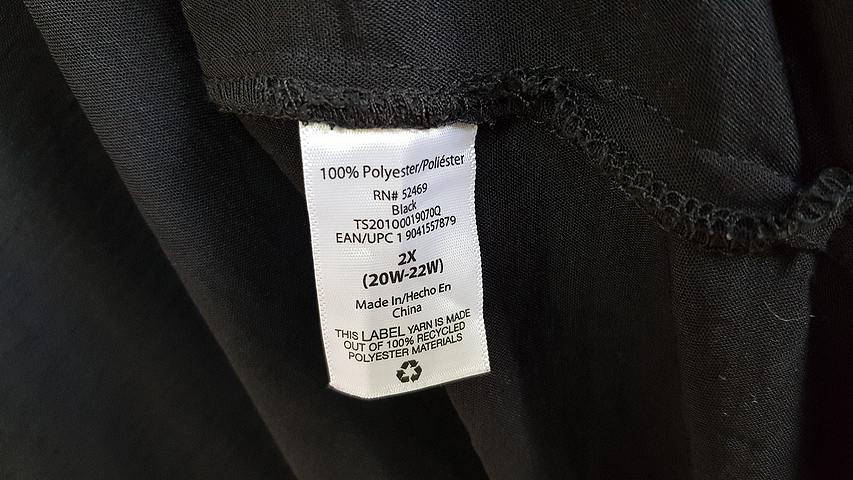 100% Polyester/Poliéster
RN# 52469
Black
TS20100019070Q
EAN/UPC 1 9041557879
2X
(20W-22W)
Made In/Hecho En
China
THIS LABEL YARN IS MADE
OUT OF 100% RECYCLED
POLYESTER MATERIALS